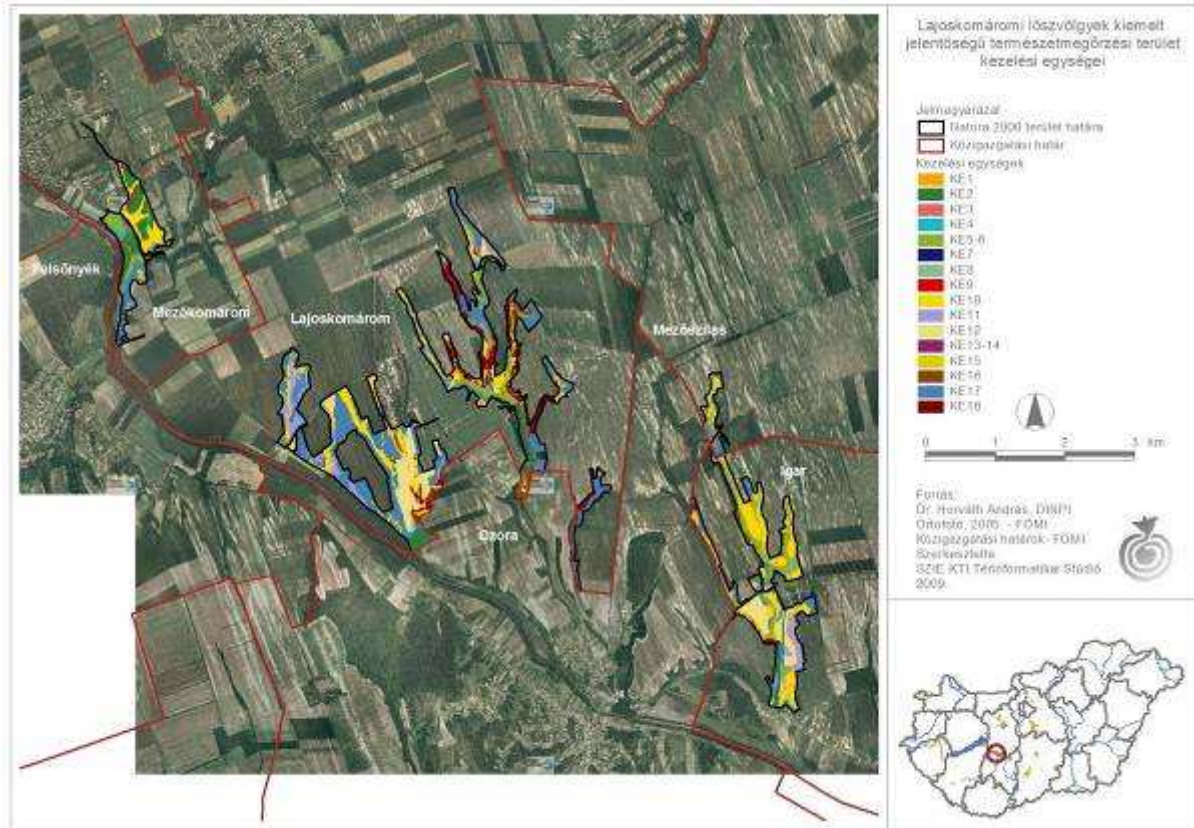 Lajoskomáromi löszvölgyek kiemelt
jelentőségű természetmegőrzési terület
kezelési egységei
Jelmagyarázat
Natura 2000 terület határa
Közigazgatási határ
Kezelési egységek
KE1
KE2
KE3
KE4
KE5-6
KE7
KE8
KE9
KE10
KE11
KE12
KE13-14
KE15
KE16
KE17
KE18
0 1 2 3 Km
Forrás:
Dr. Horváth András, DINPI
Ortofotó, 2005 - FÖMI
Közigazgatási határok - FÖMI
Szerkesztette:
SZIE KTI Térinformatikai Stúdió
2009.
Felsőnyék
Mezőkomárom
Lajoskomárom
Mezőszilas
Igar
Ozora